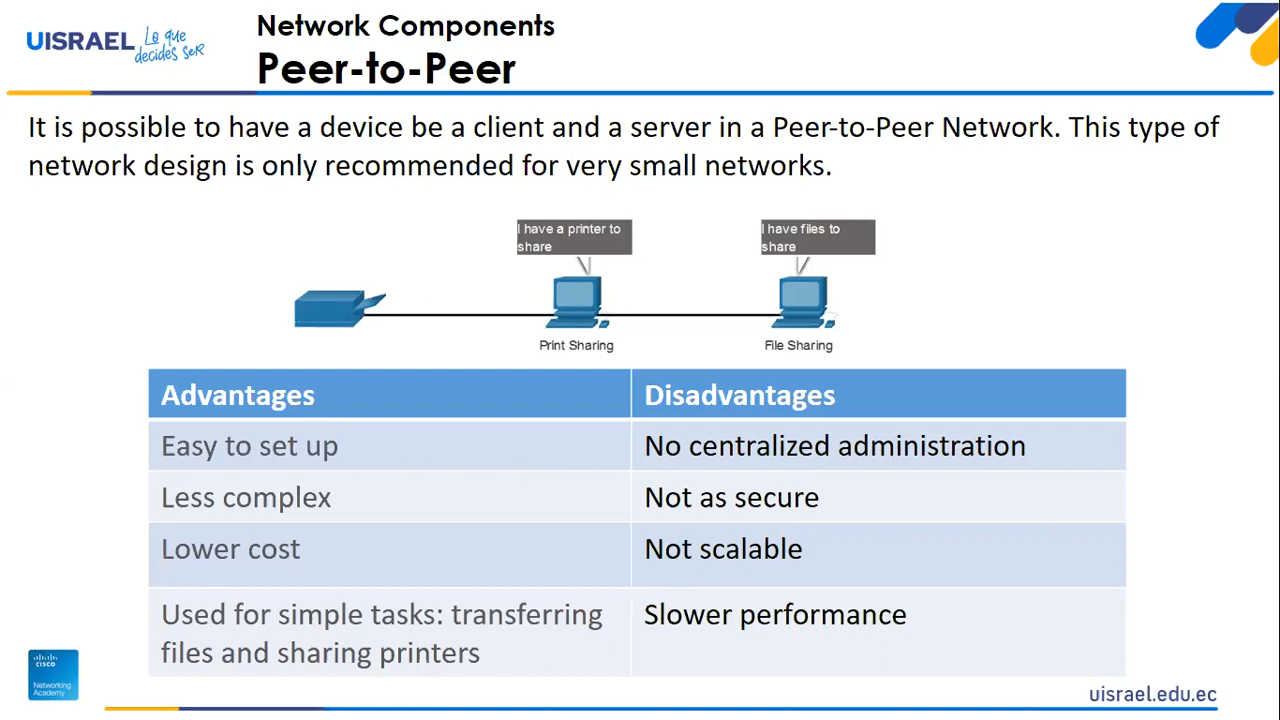 Network Components
UISRAEL Lo que
decides seR
Peer-to-Peer
It is possible to have a device be a client and a server in a Peer-to-Peer Network. This type of
network design is only recommended for very small networks.
I have a printer to
share
I have files to
share
Print Sharing
File Sharing
Advantages
Disadvantages
Easy to set up
No centralized administration
Less complex
Not as secure
Lower cost
Not scalable
Used for simple tasks: transferring
files and sharing printers
Slower performance
CISCO
Networking
Academy
uisrael.edu.ec